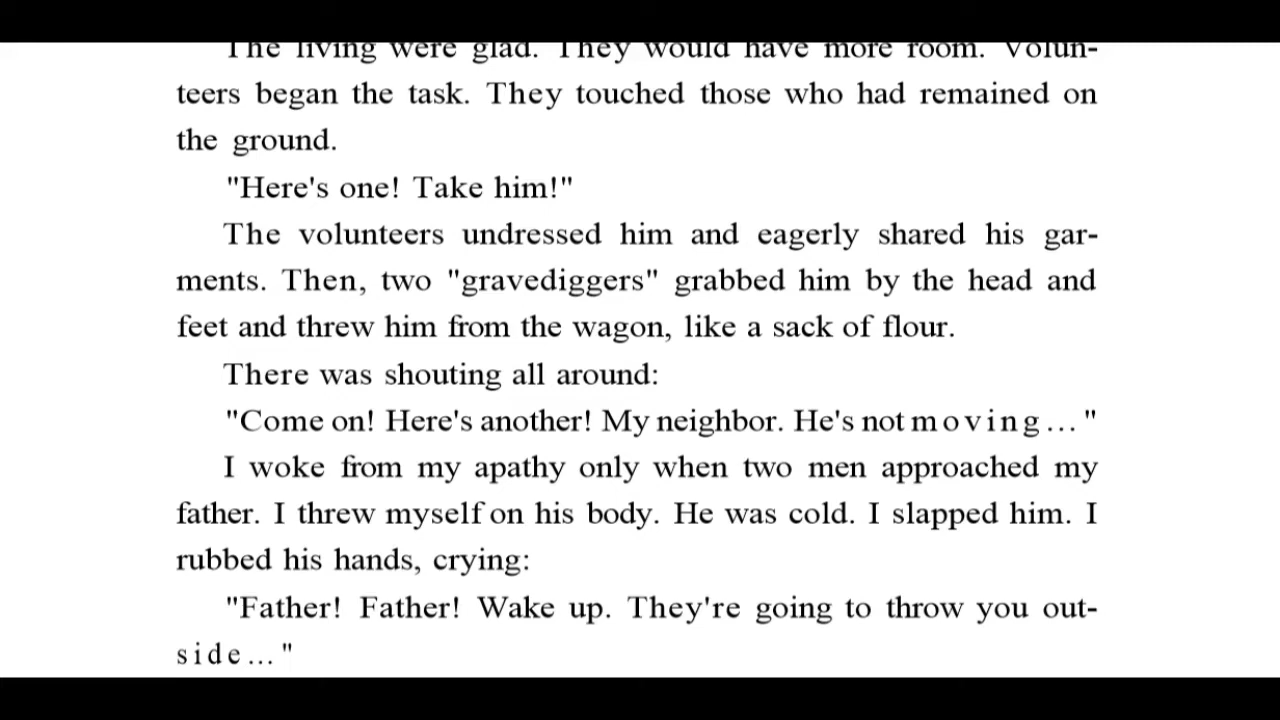 The living were glad. They would have more room. Volun-
teers began the task. They touched those who had remained on
the ground.
"Here's one! Take him!"
The volunteers undressed him and eagerly shared his gar-
ments. Then, two "gravediggers" grabbed him by the head and
feet and threw him from the wagon, like a sack of flour.
There was shouting all around:
"Come on! Here's another! My neighbor. He's not moving..."
I woke from my apathy only when two men approached my
father. I threw myself on his body. He was cold. I slapped him. I
rubbed his hands, crying:
"Father! Father! Wake up. They're going to throw you out-
side..."